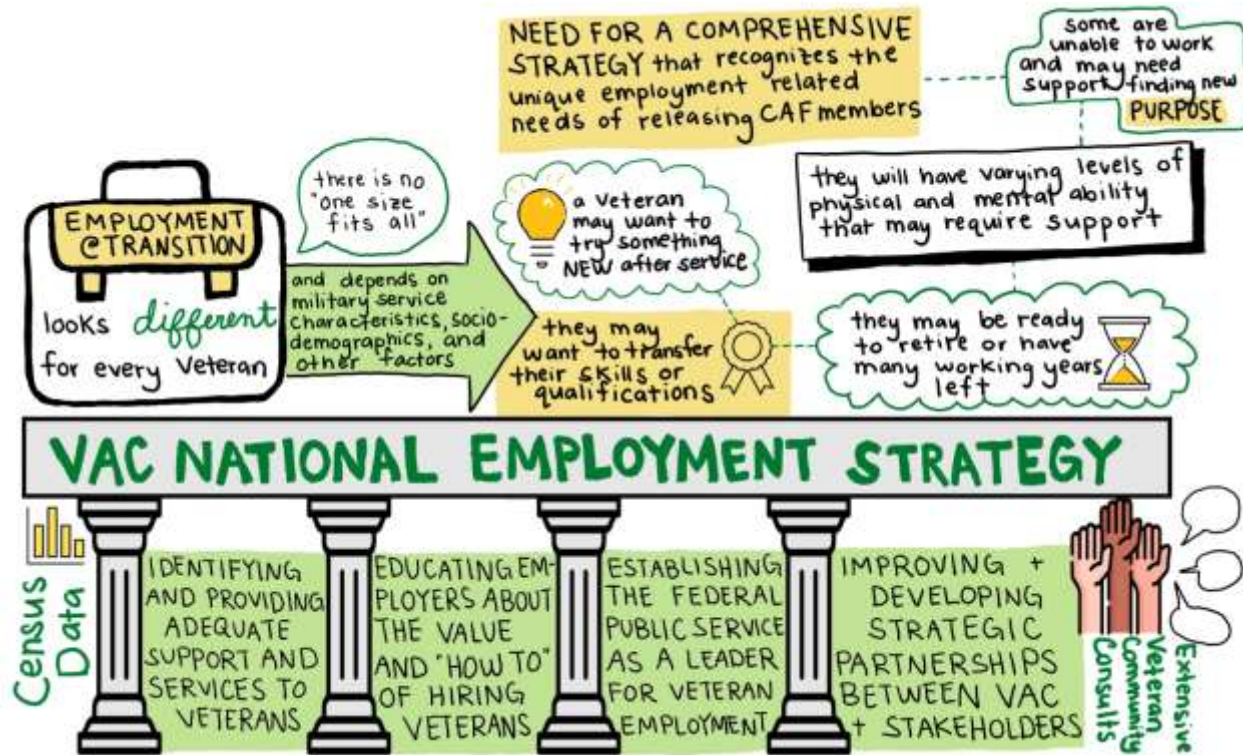 NEED FOR A COMPREHENSIVE
STRATEGY that recognizes the
unique employment related
needs of releasing CAF members
some are
unable to work
and may need
support finding new
PURPOSE
they will have varying levels of
physical and mental ability
that may require support
there is no
"one size
fits all"
EMPLOYMENT
@TRANSITION
looks different
for every Veteran
and depends on
military service
characteristics, socio-
demographics, and
other factors
a veteran
may want to
try something
NEW after service
they may
want to transfer
their skills or
qualifications
they may be ready
to retire or have
many working years
left
VAC NATIONAL EMPLOYMENT STRATEGY
Census
Data
IDENTIFYING
AND PROVIDING
ADEQUATE
SUPPORT AND
SERVICES TO
VETERANS
EDUCATING EM-
PLOYERS ABOUT
THE VALUE
AND "HOW TO"
OF HIRING
VETERANS
ESTABLISHING
THE FEDERAL
PUBLIC SERVICE
AS A LEADER
FOR VETERAN
EMPLOYMENT
IMPROVING +
DEVELOPING
STRATEGIC
PARTNERSHIPS
BETWEEN VAC
+ STAKEHOLDERS
Extensive
Veteran
Community
Consults